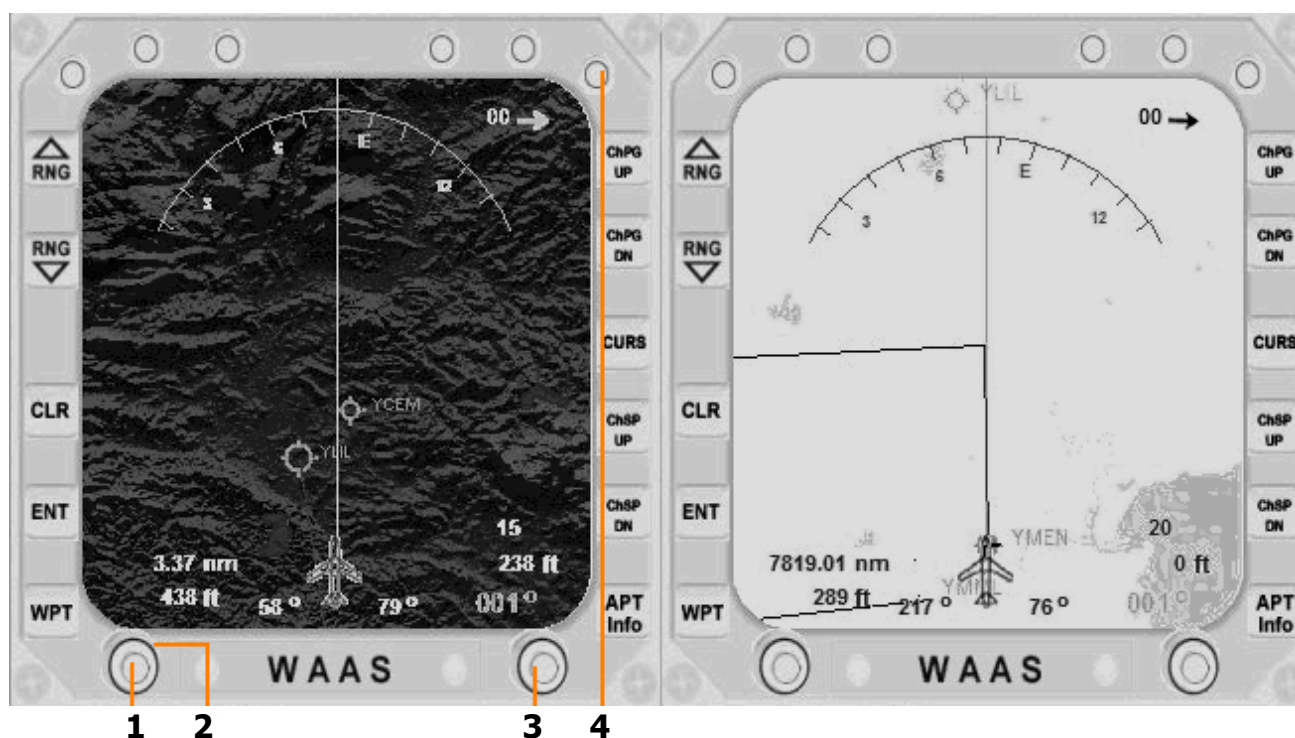 00
RNG
ChPG
UP
E
12
3
RNG
ChPG
DN
CURS
CLR
YCEM
ChSP
UP
YLIL
ENT
15
ChSP
DN
3.37 nm
238 ft
438 ft
58°
79°
001°
WPT
APT
Info
WAAS
1
2
3
4
YLIL
00
RNG
ChPG
UP
6
E
3
12
RNG
ChPG
DN
CURS
CLR
ChSP
UP
ENT
20
ChSP
DN
YMEN
7819.01 nm
0 ft
289 ft
217°
76°
001°
WPT
APT
Info
WAAS